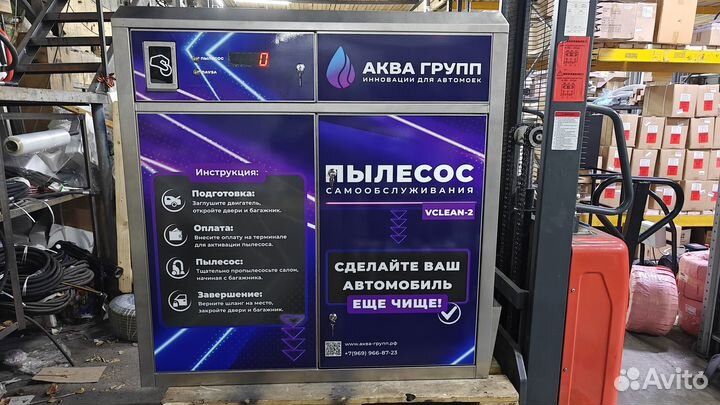 ПЫЛЕСОС
ПАУЗА
0
АКВА ГРУПП
ИННОВАЦИИ ДЛЯ АВТОМОЕК
Инструкция:
Подготовка:
Заглушите двигатель,
откройте двери и багажник.
Оплата:
Внесите оплату на терминале
для активации пылесоса.
Пылесос:
Тщательно пропылесосьте салон,
начиная с багажника.
Завершение:
Верните шланг на место,
закройте двери и багажник.
ПЫЛЕСОС
САМООБСЛУЖИВАНИЯ
VCLEAN-2
СДЕЛАЙТЕ ВАШ
АВТОМОБИЛЬ
ЕЩЕ ЧИЩЕ!
www.аква-групп.рф
+7(969) 966-87-23
Avito